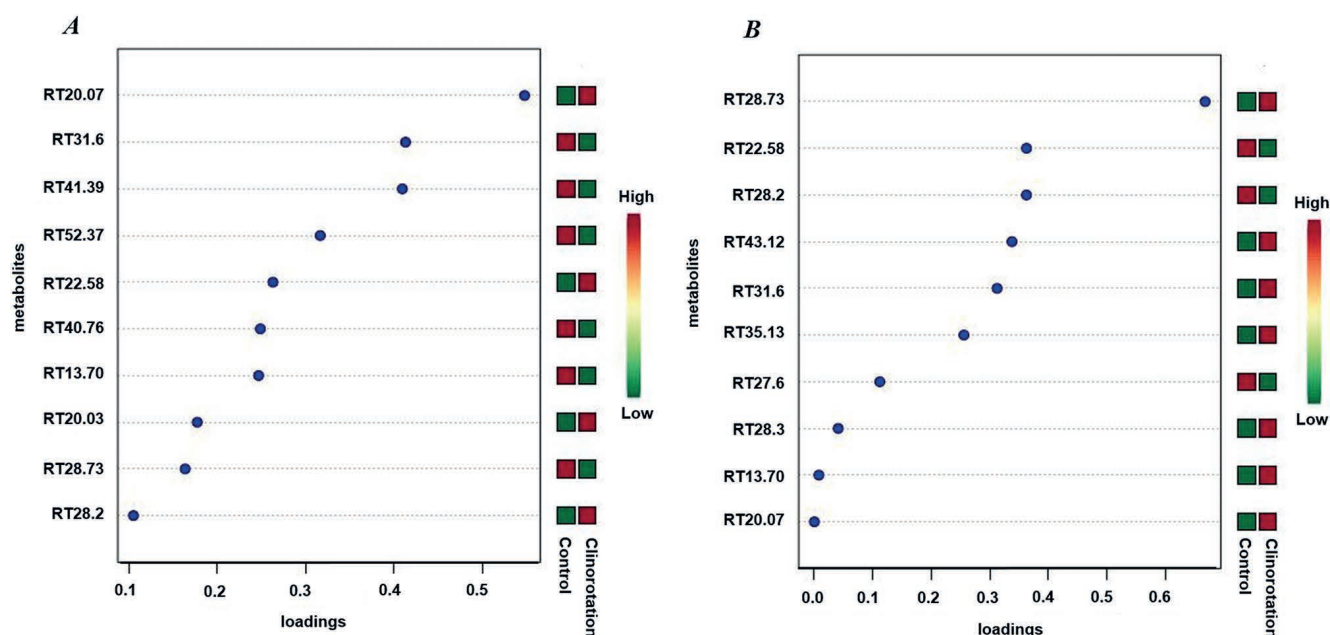 A
RT20.07
RT31.6
RT41.39
RT52.37
RT22.58
RT40.76
RT13.70
RT20.03
RT28.73
RT28.2
metabolites
0.1 0.2 0.3 0.4 0.5
loadings
Control
Clinorotation
High
Low
B
RT28.73
RT22.58
RT28.2
RT43.12
RT31.6
RT35.13
RT27.6
RT28.3
RT13.70
RT20.07
metabolites
0.0 0.1 0.2 0.3 0.4 0.5 0.6
loadings
Control
Clinorotation
High
Low